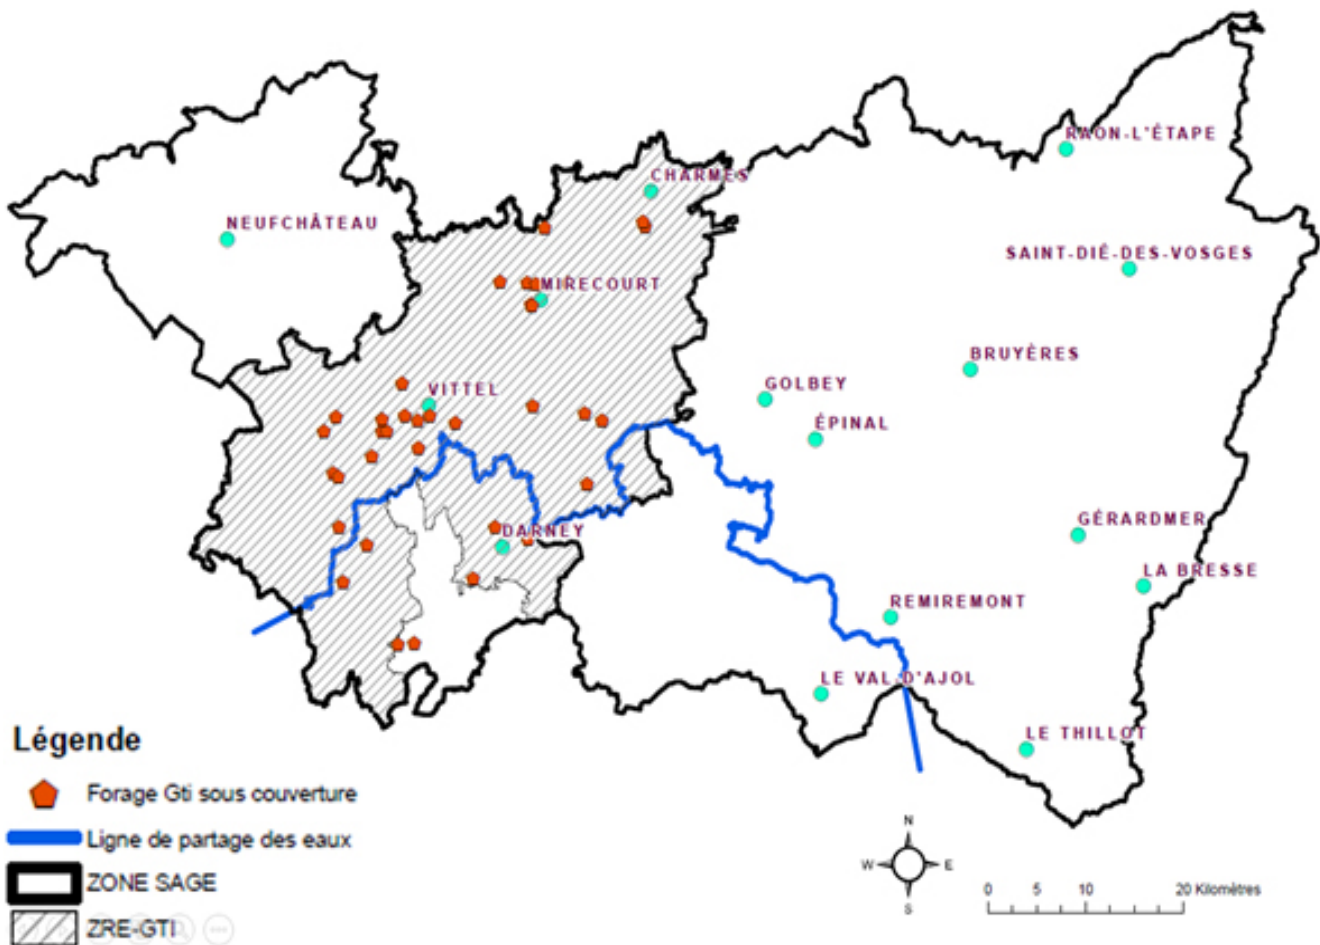 RAON-L'ÉTAPE
CHARMES
NEUFCHÂTEAU
SAINT-DIÉ-DES-VOSGES
MIRECOURT
BRUYÈRES
VITTEL
GOLBEY
ÉPINAL
GÉRARDMER
DARNEY
LA BRESSE
REMIREMONT
LE VAL-D'AJOL
LE THILLOT
Légende
Forage Gti sous couverture
Ligne de partage des eaux
ZONE SAGE
ZRE-GTI
N
W E
S
0 5 10 20 Kilomètres